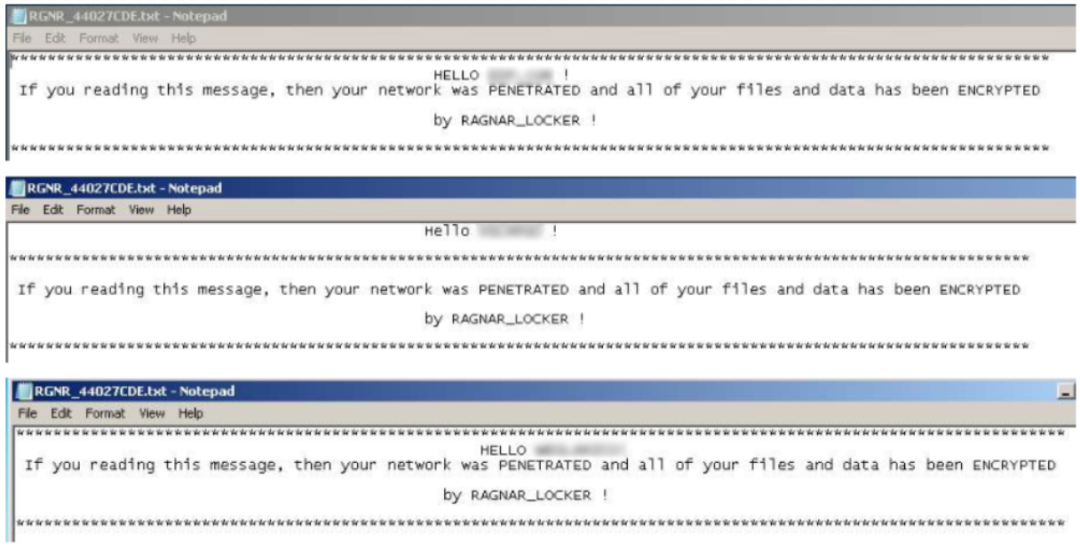 RGNR_44027CDE.txt - Notepad
File Edit Format View Help
*****************************************************************************************************************
HELLO !
If you reading this message, then your network was PENETRATED and all of your files and data has been ENCRYPTED
by RAGNAR_LOCKER !
*****************************************************************************************************************
RGNR_44027CDE.txt - Notepad
File Edit Format View Help
Hello !
*****************************************************************************************************************
If you reading this message, then your network was PENETRATED and all of your files and data has been ENCRYPTED
by RAGNAR_LOCKER !
*****************************************************************************************************************
RGNR_44027CDE.txt - Notepad
File Edit Format View Help
*****************************************************************************************************************
HELLO
If you reading this message, then your network was PENETRATED and all of your files and data has been ENCRYPTED
by RAGNAR_LOCKER !
*****************************************************************************************************************